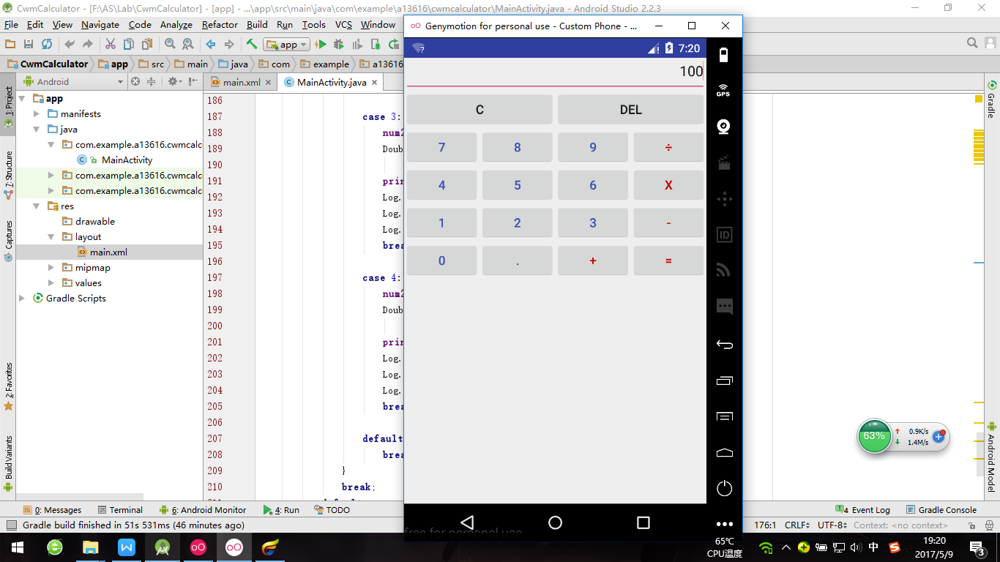 CwmCalculator - [F:\AS\Lab\CwmCalculator] - [app] - ...\app\src\main\java\com\example\a13616\cwmcalculator\MainActivity.java - Android Studio 2.2.3
File Edit View Navigate Code Analyze Refactor Build Run Tools VCS Window
app
CwmCalculator app src main java com example a13616
1: Project
7: Structure
Captures
2: Favorites
Build Variants
Android
app
manifests
java
com.example.a13616.cwmcalc
MainActivity
com.example.a13616.cwmcalc
com.example.a13616.cwmcalc
res
drawable
layout
main.xml
mipmap
values
Gradle Scripts
main.xml MainActivity.java
186
187 case 3:
188 num2
189 Doub
190
191 prin
192 Log.
193 Log.
194 Log.
195 brea
196
197 case 4:
198 num2
199 Doub
200
201 prin
202 Log.
203 Log.
204 Log.
205 brea
206
207 default
208 brea
209 }
210 break;
Genymotion for personal use - Custom Phone - ...
7:20
100
C DEL
7 8 9 ÷
4 5 6 X
1 2 3 -
0 . + =
free for personal use
GPS
ID
Gradle
Android Model
63%
0.9K/s
1.4M/s
0: Messages Terminal 6: Android Monitor 4: Run TODO
4 Event Log Gradle Console
Gradle build finished in 51s 531ms (46 minutes ago)
176:1 CRLF UTF-8 Context: <no context>
65℃
CPU温度
中
19:20
2017/5/9
3